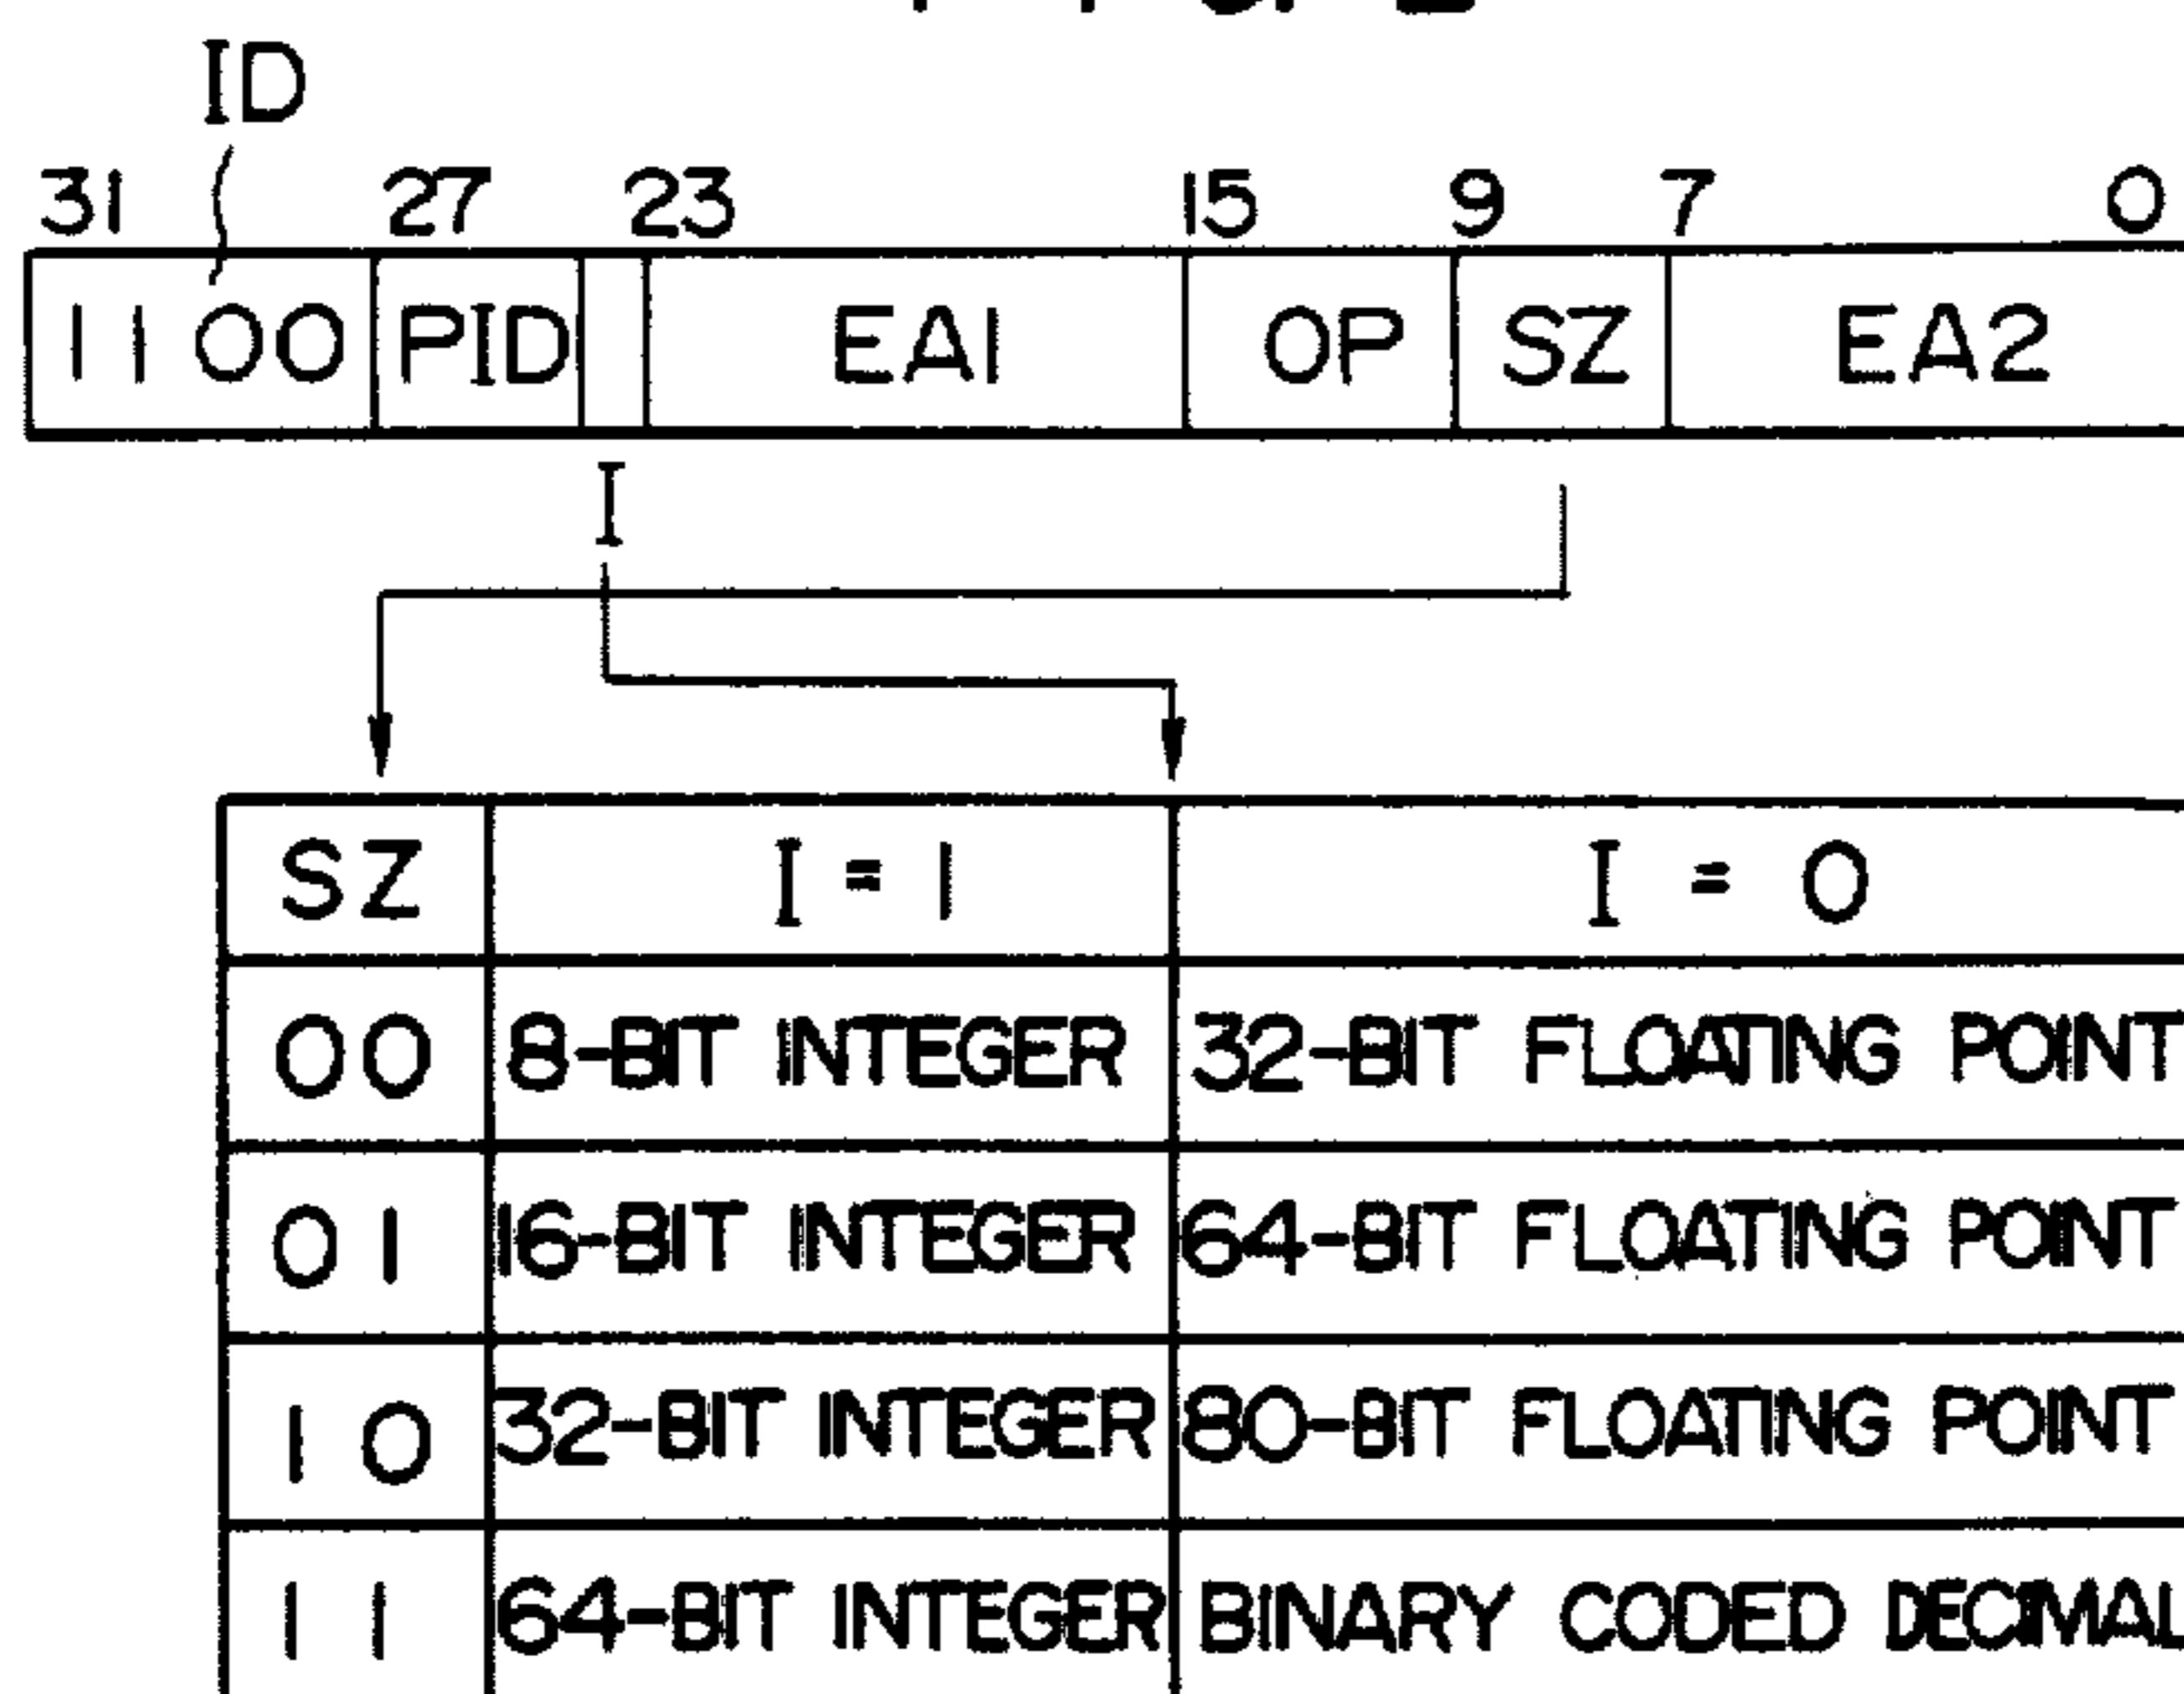 ID
31 27 23 15 9 7 0
1100 PID EA1 OP SZ EA2
I
SZ I = 1 I = 0
00 8-BIT INTEGER 32-BIT FLOATING POINT
01 16-BIT INTEGER 64-BIT FLOATING POINT
10 32-BIT INTEGER 80-BIT FLOATING POINT
11 64-BIT INTEGER BINARY CODED DECIMAL